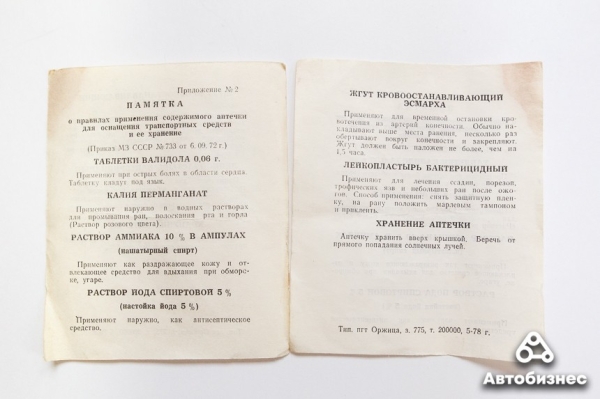 Приложение № 2
ПАМЯТКА
о правилах применения содержимого аптечки
для оснащения транспортных средств
и ее хранение
(Приказ МЗ СССР № 733 от 6. 09. 72 г.)
ТАБЛЕТКИ ВАЛИДОЛА 0,06 г.
Применяют при острых болях в области сердца.
Таблетку кладут под язык.
КАЛИЯ ПЕРМАНГАНАТ
Применяют наружно в водных растворах
для промывания ран, полоскания рта и горла
(Раствор розового цвета).
РАСТВОР АММИАКА 10 % В АМПУЛАХ
(нашатырный спирт)
Применяют как раздражающее кожу и от-
влекающее средство для вдыхания при обморо-
ке, угаре.
РАСТВОР ЙОДА СПИРТОВОЙ 5 %
(настойка йода 5 %)
Применяют наружно, как антисептическое
средство.
ЖГУТ КРОВООСТАНАВЛИВАЮЩИЙ
ЭСМАРХА
Применяют для временной остановки кро-
вотечения из артерий конечности. Обычно на-
кладывают выше места ранения, несколько раз
обертывают вокруг конечности и закрепляют.
Жгут должен быть наложен не более, чем на
1,5 часа.
ЛЕЙКОПЛАСТЫРЬ БАКТЕРИЦИДНЫЙ
Применяют для лечения ссадин, порезов,
трофических язв и небольших ран после ожо-
гов. Способ применения: снять защитную плен-
ку, на рану положить марлевым тампоном
и приклеить.
ХРАНЕНИЕ АПТЕЧКИ
Аптечку хранить вверх крышкой. Беречь от
прямого попадания солнечных лучей.
Тип. пгт Оржица, з. 775, т. 200000, 5-78 г.
Автобизнес